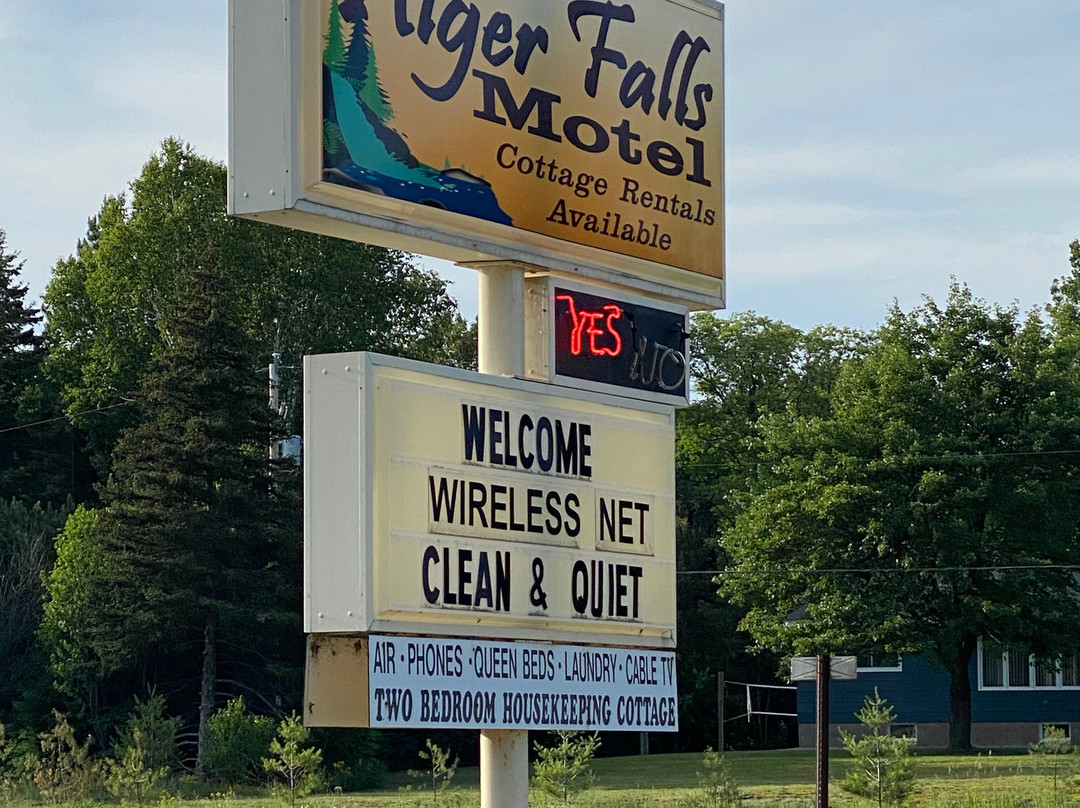 Falls
Motel
Cottage Rentals
Available
YES NO
WELCOME
WIRELESS NET
CLEAN & QUIET
AIR · PHONES · QUEEN BEDS · LAUNDRY · CABLE TV
TWO BEDROOM HOUSEKEEPING COTTAGE